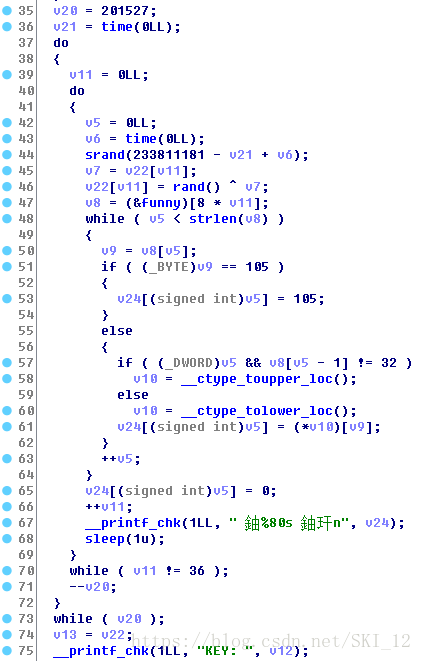 35 v20 = 201527;
36 v21 = time(0LL);
37 do
38 {
39 v11 = 0LL;
40 do
41 {
42 v5 = 0LL;
43 v6 = time(0LL);
44 srand(233811181 - v21 + v6);
45 v7 = v22[v11];
46 v22[v11] = rand() ^ v7;
47 v8 = (&funny)[8 * v11];
48 while ( v5 < strlen(v8) )
49 {
50 v9 = v8[v5];
51 if ( (_BYTE)v9 == 105 )
52 {
53 v24[(signed int)v5] = 105;
54 }
55 else
56 {
57 if ( (_DWORD)v5 && v8[v5 - 1] != 32 )
58 v10 = __ctype_toupper_loc();
59 else
60 v10 = __ctype_tolower_loc();
61 v24[(signed int)v5] = (*v10)[v9];
62 }
63 ++v5;
64 }
65 v24[(signed int)v5] = 0;
66 ++v11;
67 __printf_chk(1LL, " 鈾%80s 鈾玕n", v24);
68 sleep(1u);
69 }
70 while ( v11 != 36 );
71 --v20;
72 }
73 while ( v20 );
74 v13 = v22;
75 __printf_chk(1LL, "KEY: ", v12);
https://blog.csdn.net/SKI_12